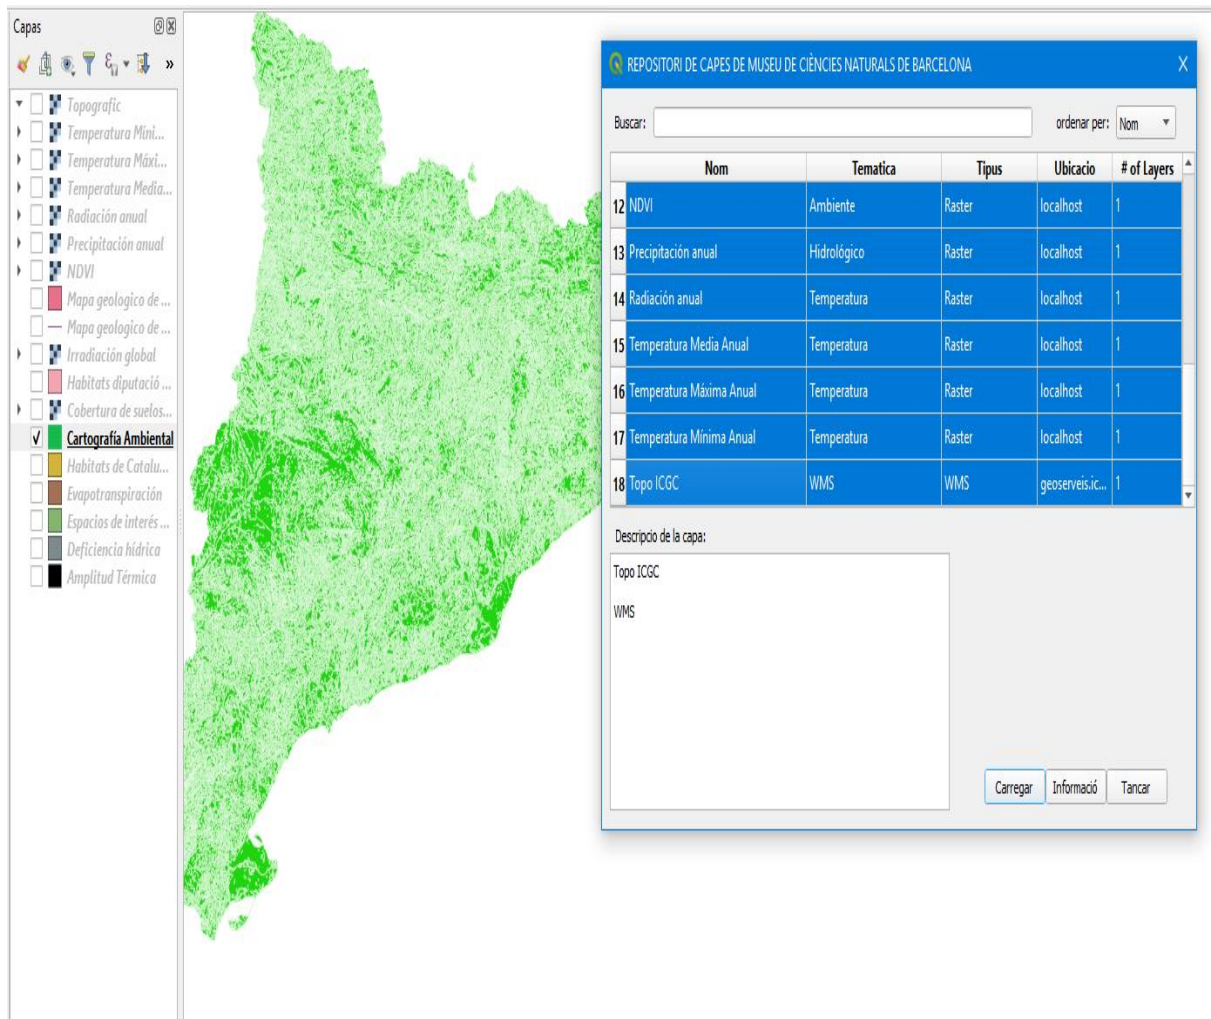 Capas
»
Topografic
Temperatura Mini...
Temperatura Máxi...
Temperatura Media...
Radiación anual
Precipitación anual
NDVI
Mapa geologico de ...
Mapa geologico de ...
Irradiación global
Habitats diputació ...
Cobertura de suelos...
Cartografía Ambiental
Habitats de Catalu...
Evapotranspiración
Espacios de interés ...
Deficiencia hídrica
Amplitud Térmica
REPOSITORI DE CAPES DE MUSEU DE CIÈNCIES NATURALS DE BARCELONA
Buscar: ordenar per: Nom
Nom Tematica Tipus Ubicacio # of Layers
12 NDVI Ambiente Raster localhost 1
13 Precipitación anual Hidrológico Raster localhost 1
14 Radiación anual Temperatura Raster localhost 1
15 Temperatura Media Anual Temperatura Raster localhost 1
16 Temperatura Máxima Anual Temperatura Raster localhost 1
17 Temperatura Mínima Anual Temperatura Raster localhost 1
18 Topo ICGC WMS WMS geoserveis.ic... 1
Descripcio de la capa:
Topo ICGC
WMS
Carregar Informació Tancar